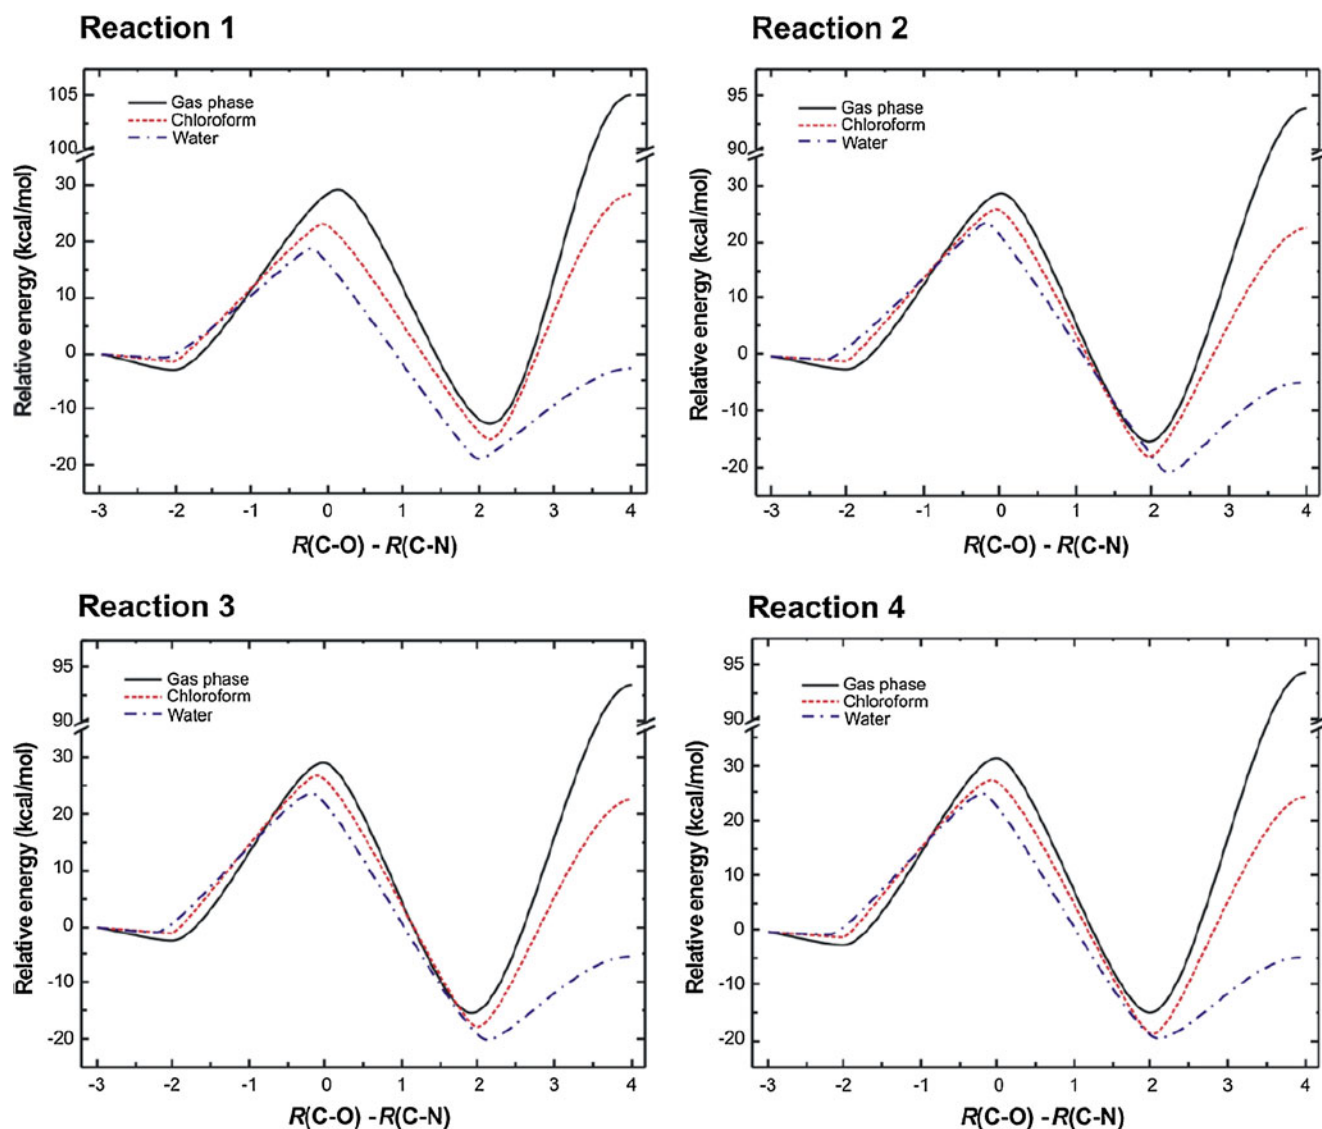 Reaction 1
Gas phase
Chloroform
Water
105
100
30
20
10
0
-10
-20
-3 -2 -1 0 1 2 3 4
Relative energy (kcal/mol)
R(C-O) - R(C-N)
Reaction 2
Gas phase
Chloroform
Water
95
90
30
20
10
0
-10
-20
-3 -2 -1 0 1 2 3 4
Relative energy (kcal/mol)
R(C-O) - R(C-N)
Reaction 3
Gas phase
Chloroform
Water
95
90
30
20
10
0
-10
-20
-3 -2 -1 0 1 2 3 4
Relative energy (kcal/mol)
R(C-O) - R(C-N)
Reaction 4
Gas phase
Chloroform
Water
95
90
30
20
10
0
-10
-20
-3 -2 -1 0 1 2 3 4
Relative energy (kcal/mol)
R(C-O) - R(C-N)